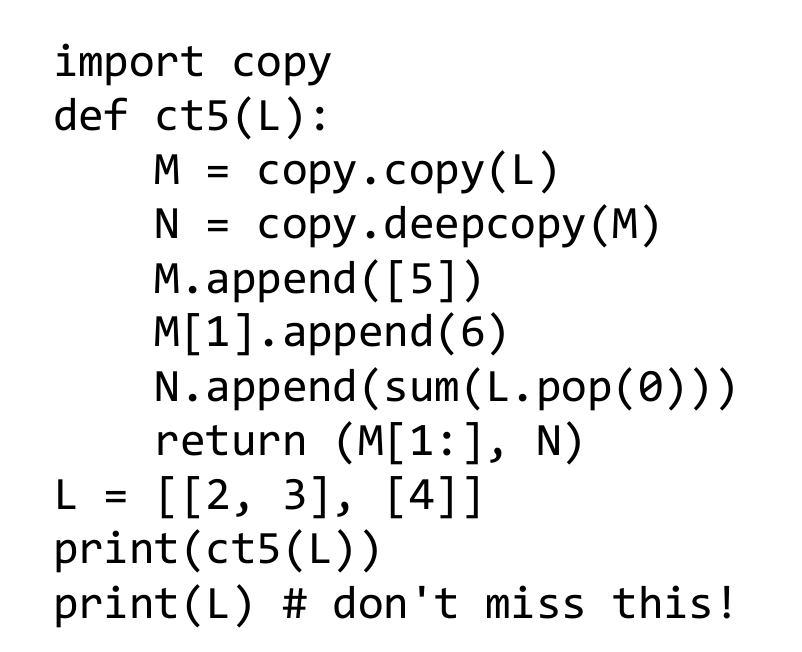 import copy
def ct5(L):
    M = copy.copy(L)
    N = copy.deepcopy(M)
    M.append([5])
    M[1].append(6)
    N.append(sum(L.pop(0)))
    return (M[1:], N)
L = [[2, 3], [4]]
print(ct5(L))
print(L) # don't miss this!